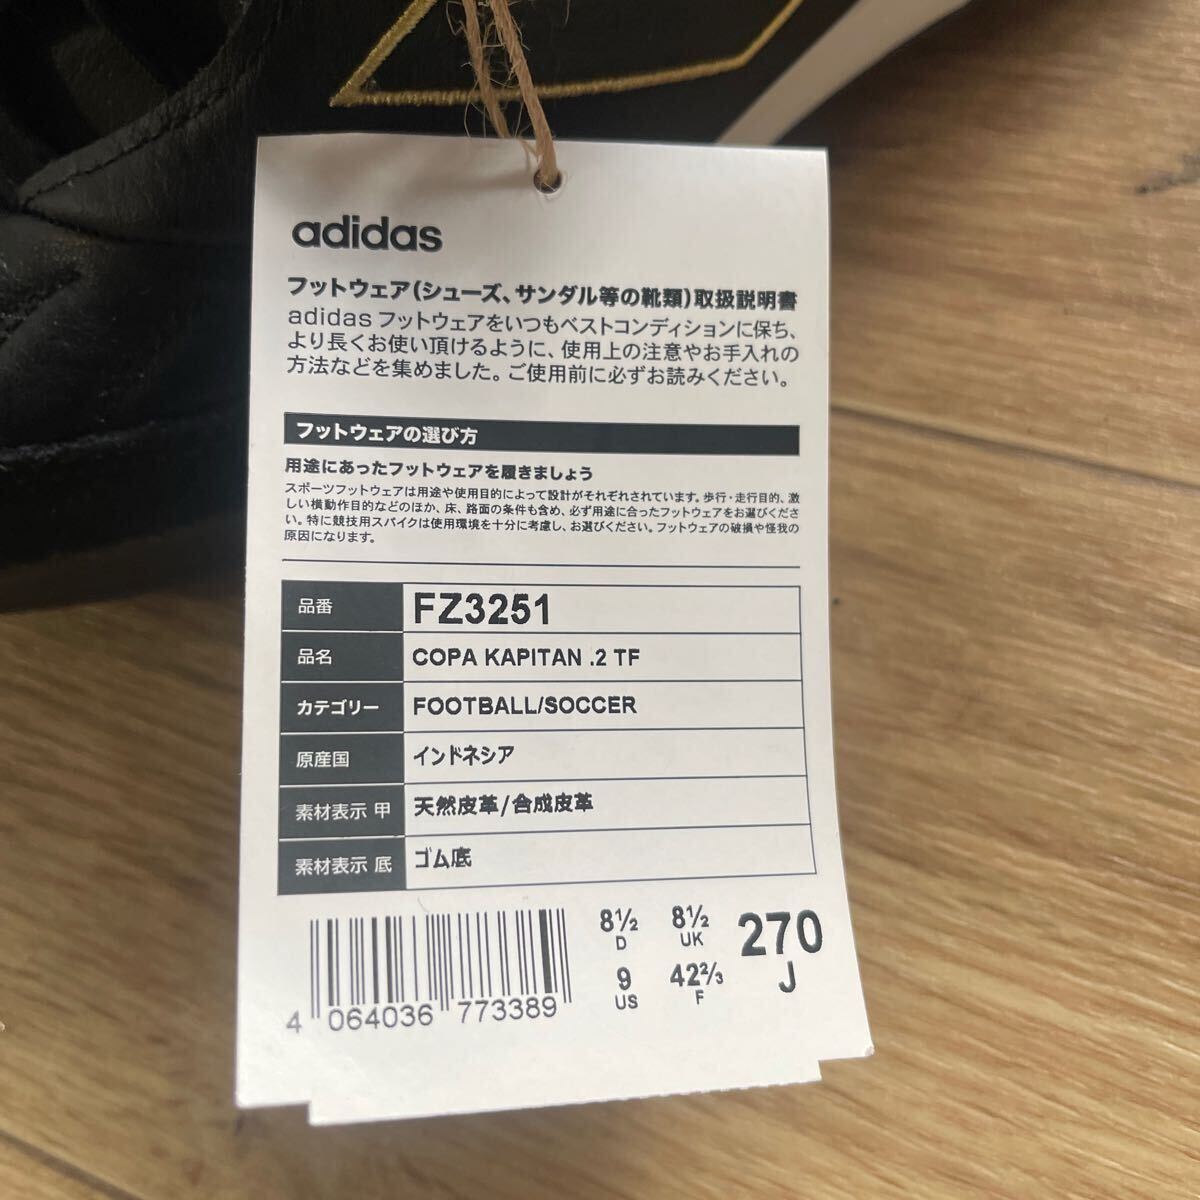 adidas
フットウェア(シューズ、サンダル等の靴類)取扱説明書
adidas フットウェアをいつもベストコンディションに保ち、
より長くお使い頂けるように、使用上の注意やお手入れの
方法などを集めました。ご使用前に必ずお読みください。
フットウェアの選び方
用途にあったフットウェアを履きましょう
スポーツフットウェアは用途や使用目的によって設計がそれぞれされています。歩行・走行目的、激
しい横動作目的などのほか、床、路面の条件も含め、必ず用途に合ったフットウェアをお選びくださ
い。特に競技用スパイクは使用環境を十分に考慮し、お選びください。フットウェアの破損や怪我の
原因になります。
品番 FZ3251
品名 COPA KAPITAN .2 TF
カテゴリー FOOTBALL/SOCCER
原産国 インドネシア
素材表示 甲 天然皮革/合成皮革
素材表示 底 ゴム底
8½ 8½ 270
D UK J
9 42⅔
US F
4 064036 773389